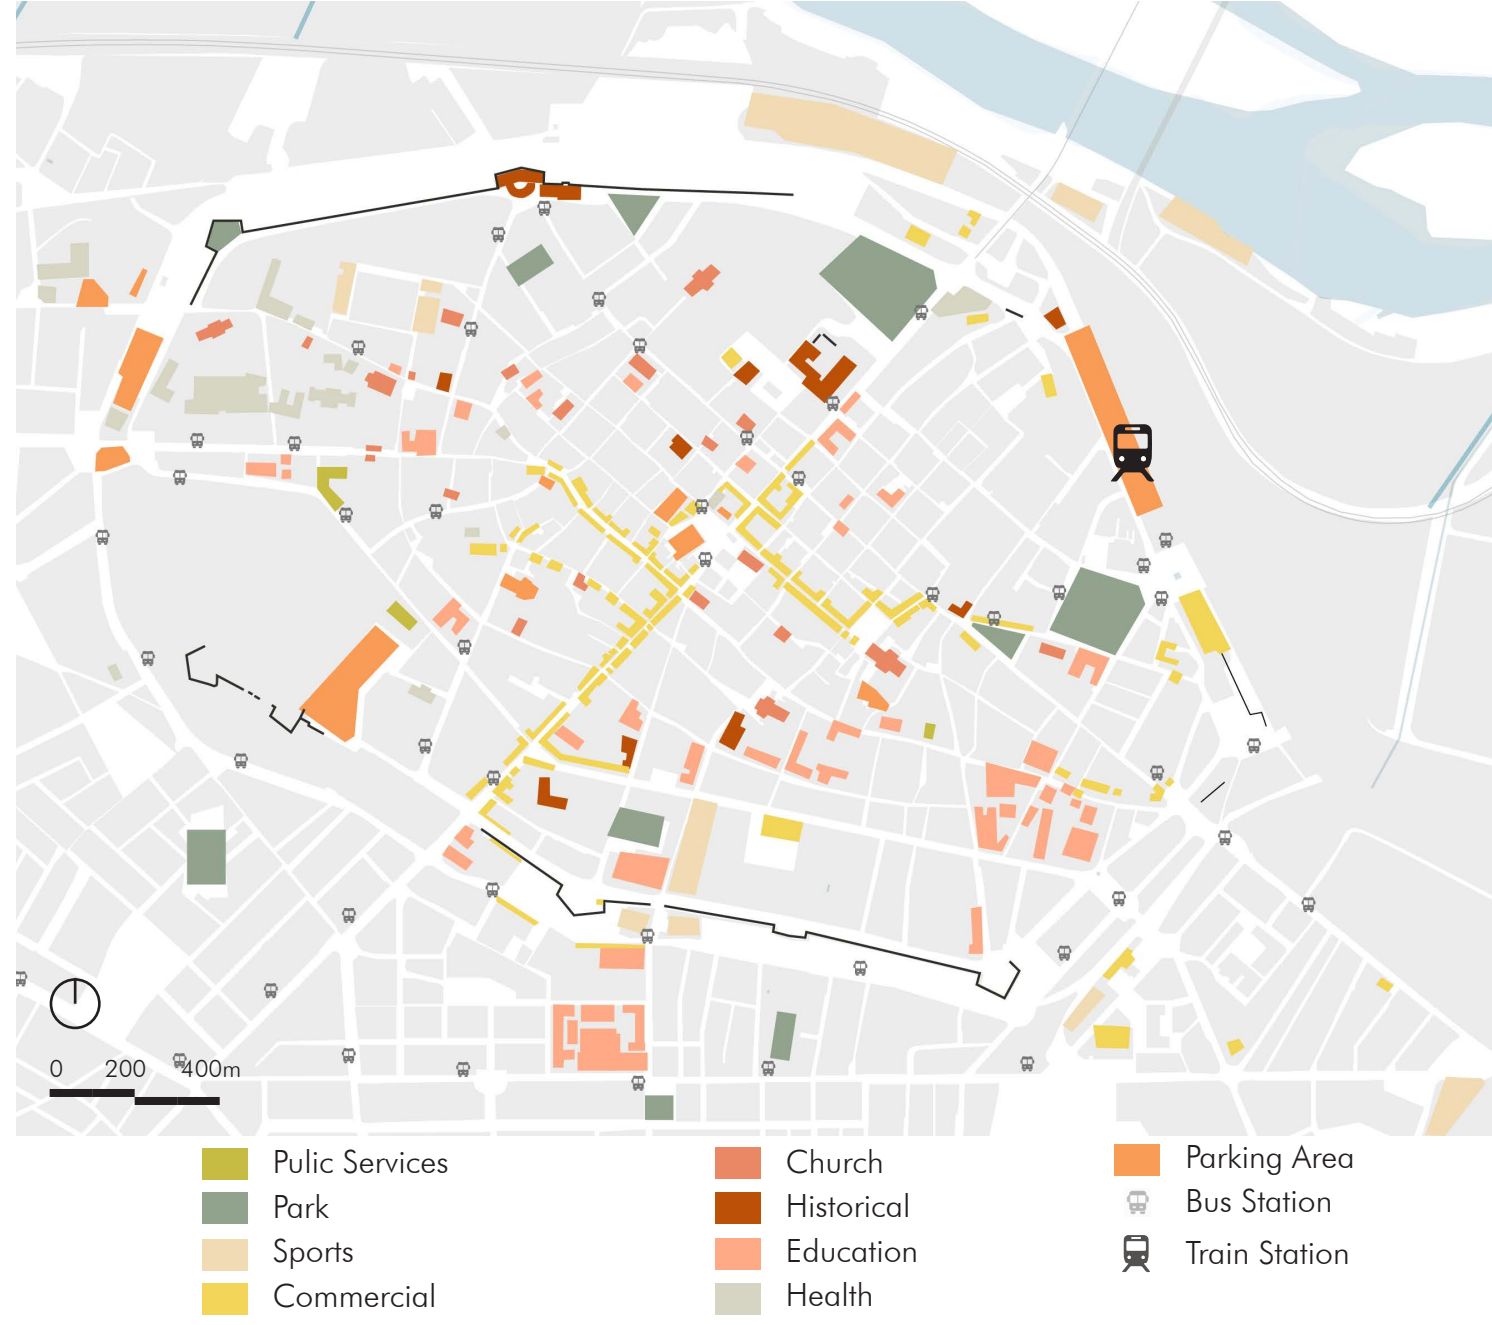 0 200 400m
Pulic Services
Park
Sports
Commercial
Church
Historical
Education
Health
Parking Area
Bus Station
Train Station